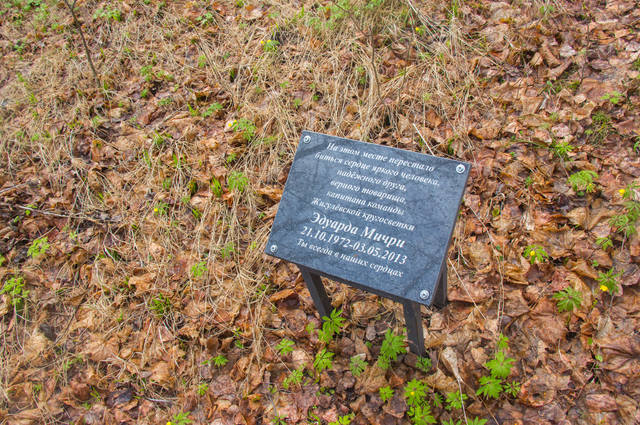 На этом месте перестало
биться сердце яркого человека,
надёжного друга,
верного товарища,
капитана команды
Жигулёвской кругосветки
Эдуарда Мичри
21.10.1972-03.05.2013
Ты всегда в наших сердцах